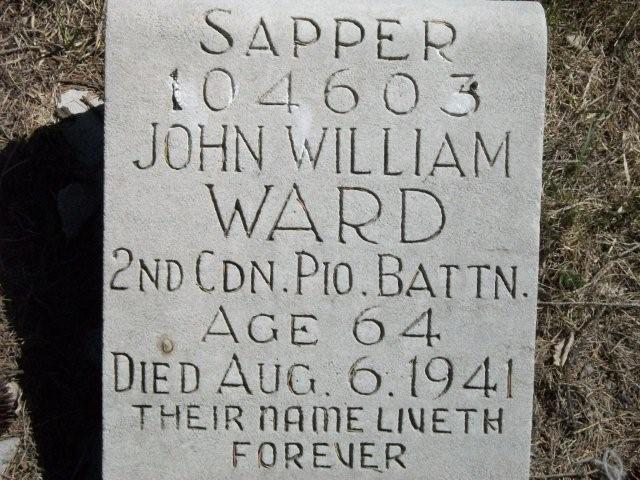 SAPPER
104603
JOHN WILLIAM
WARD
2ND CDN. PIO. BATTN.
AGE 64
DIED AUG. 6. 1941
THEIR NAME LIVETH
FOREVER